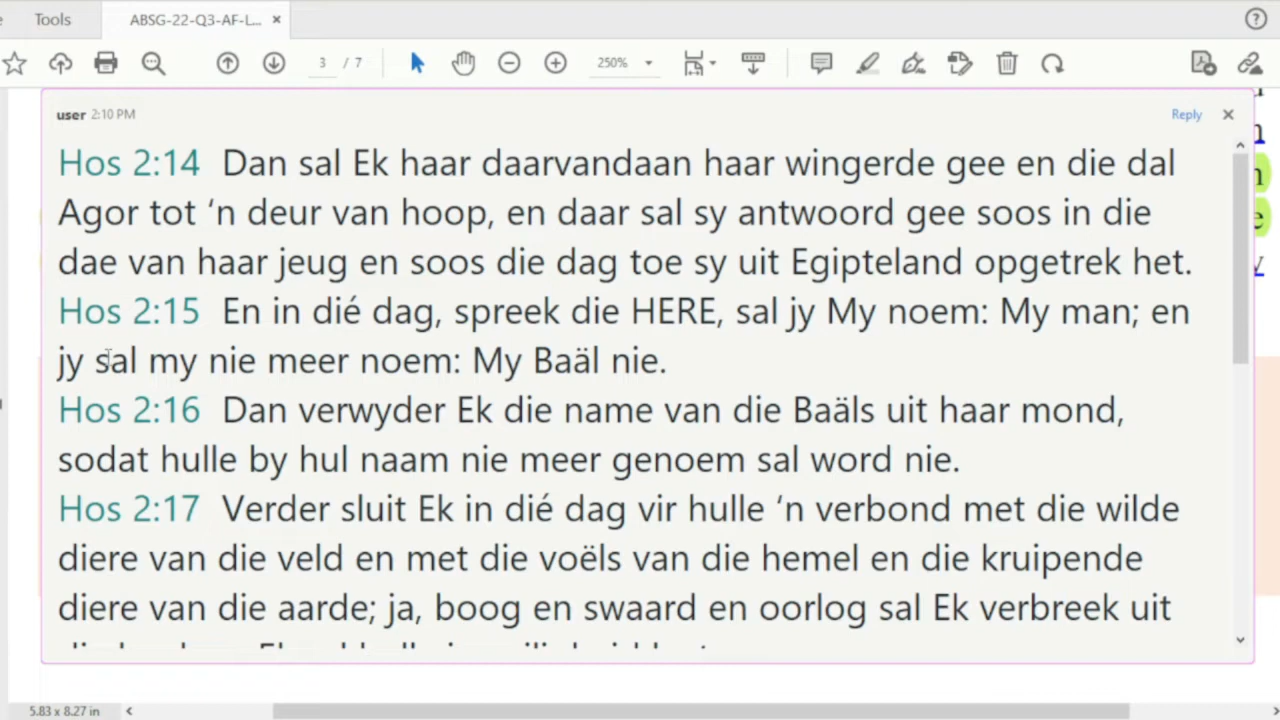 Tools
ABSG-22-Q3-AF-L... ×
3 / 7
250%
user 2:10 PM
Reply
Hos 2:14 Dan sal Ek haar daarvandaan haar wingerde gee en die dal
Agor tot ‘n deur van hoop, en daar sal sy antwoord gee soos in die
dae van haar jeug en soos die dag toe sy uit Egipteland opgetrek het.
Hos 2:15 En in dié dag, spreek die HERE, sal jy My noem: My man; en
jy sal my nie meer noem: My Baäl nie.
Hos 2:16 Dan verwyder Ek die name van die Baäls uit haar mond,
sodat hulle by hul naam nie meer genoem sal word nie.
Hos 2:17 Verder sluit Ek in dié dag vir hulle ‘n verbond met die wilde
diere van die veld en met die voëls van die hemel en die kruipende
diere van die aarde; ja, boog en swaard en oorlog sal Ek verbreek uit
5.83 x 8.27 in